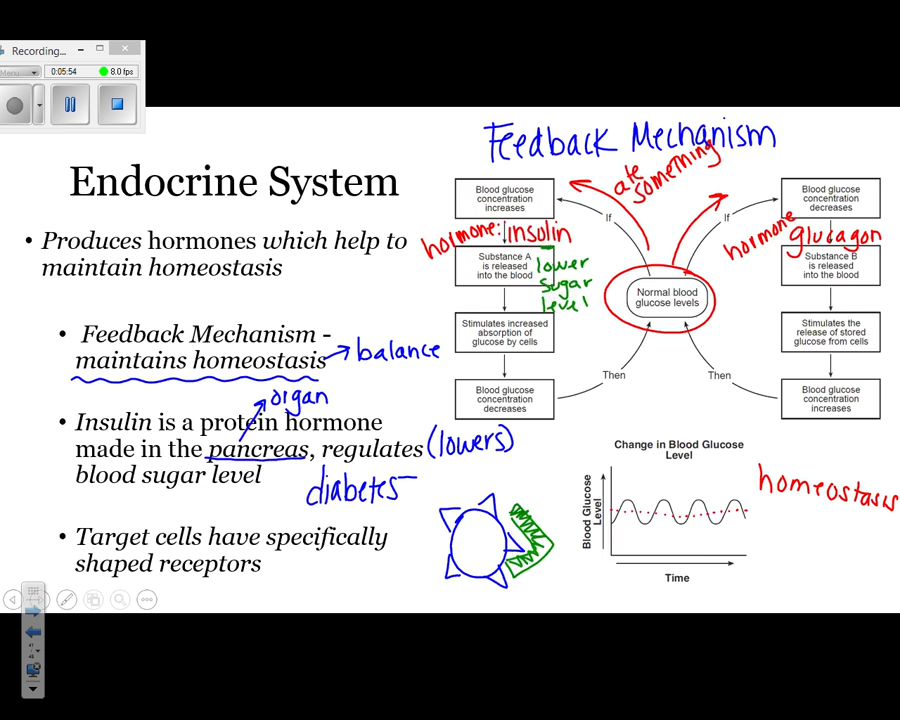 Recording...
Menu
0:05:54
8.0 fps
Feedback Mechanism
Endocrine System
• Produces hormones which help to
maintain homeostasis
• Feedback Mechanism -
maintains homeostasis
balance
organ
• Insulin is a protein hormone
made in the pancreas, regulates
(lowers)
blood sugar level
diabetes
• Target cells have specifically
shaped receptors
ate
something
Blood glucose
concentration
increases
If
hormone: insulin
Substance A
is released
into the blood
lower
sugar
level
Stimulates increased
absorption of
glucose by cells
Blood glucose
concentration
decreases
Then
Normal blood
glucose levels
Blood glucose
concentration
decreases
If
hormone glucagon
Substance B
is released
into the blood
Stimulates the
release of stored
glucose from cells
Blood glucose
concentration
increases
Then
Change in Blood Glucose
Level
Blood Glucose
Level
Time
homeostasis